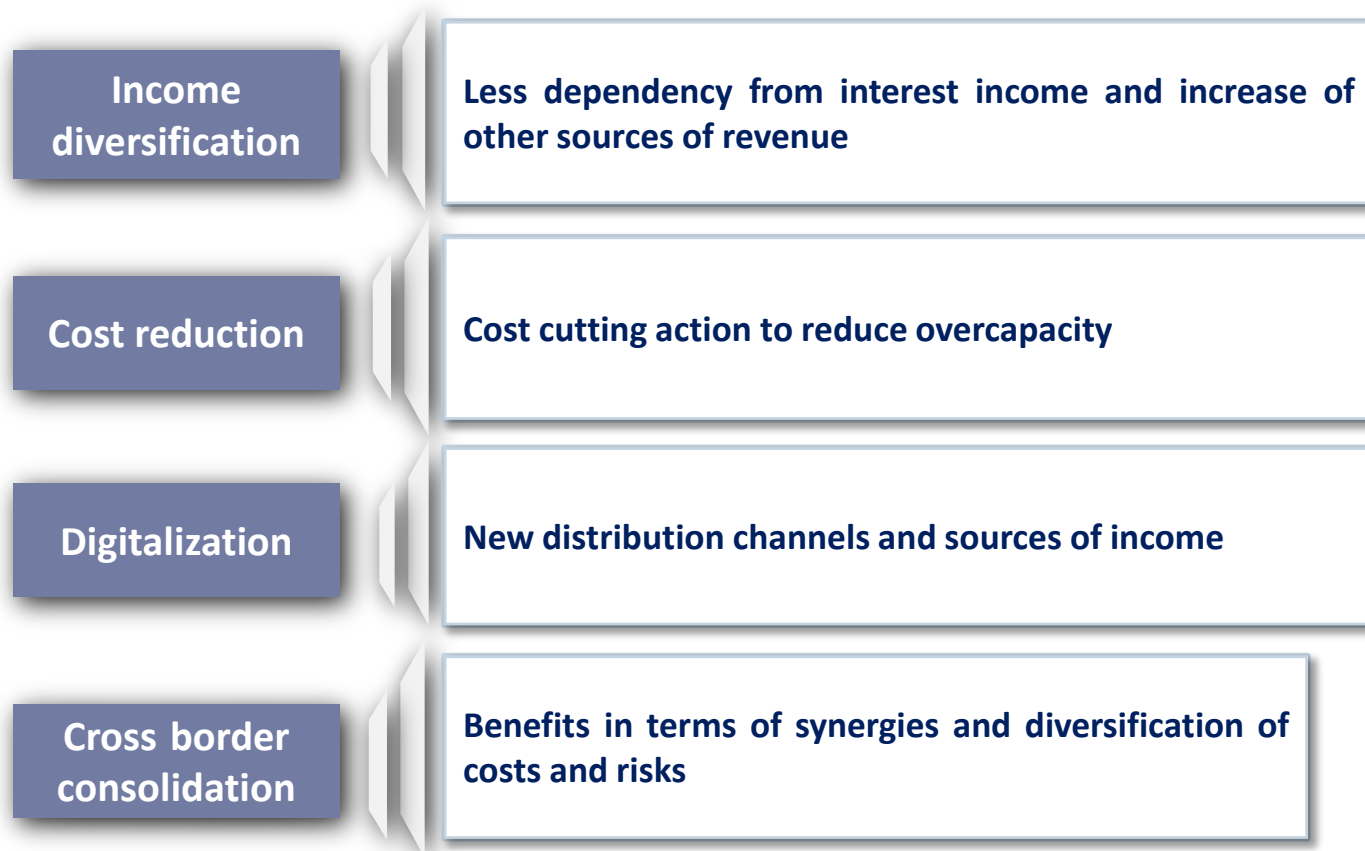 Income
diversification
Less dependency from interest income and increase of
other sources of revenue
Cost reduction
Cost cutting action to reduce overcapacity
Digitalization
New distribution channels and sources of income
Cross border
consolidation
Benefits in terms of synergies and diversification of
costs and risks